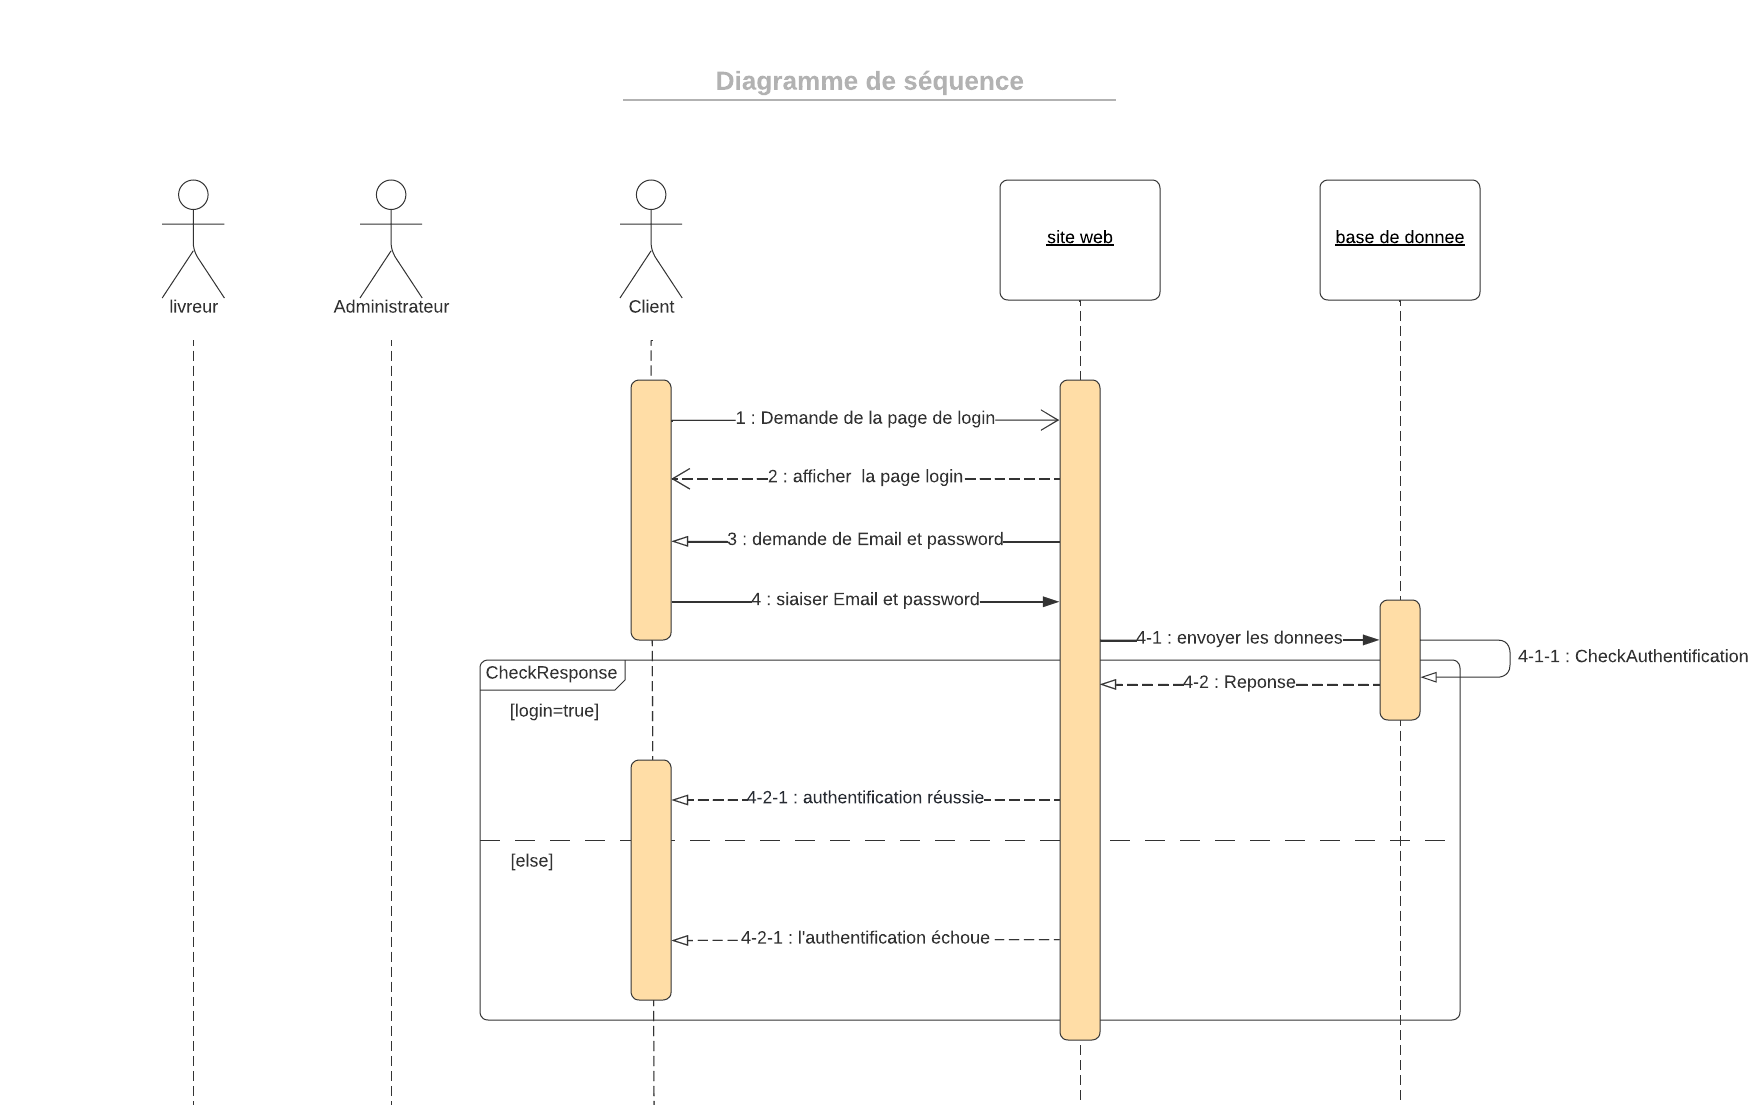 Diagramme de séquence
livreur
Administrateur
Client
site web
base de donnee
1 : Demande de la page de login
2 : afficher  la page login
3 : demande de Email et password
4 : siaiser Email et password
4-1 : envoyer les donnees
4-1-1 : CheckAuthentification
CheckResponse
4-2 : Reponse
[login=true]
4-2-1 : authentification réussie
[else]
4-2-1 : l'authentification échoue